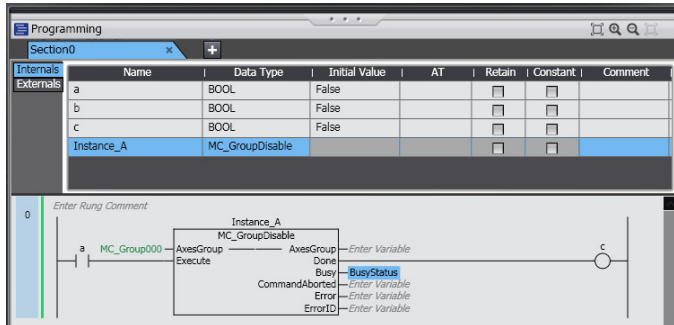 Programming
Section0 × +
Internals
Externals
Name Data Type Initial Value AT Retain Constant Comment
a BOOL False
b BOOL False
c BOOL False
Instance_A MC_GroupDisable
0 Enter Rung Comment
Instance_A
MC_GroupDisable
a MC_Group000 AxesGroup AxesGroup Enter Variable c
Execute Done
Busy BusyStatus
CommandAborted Enter Variable
Error Enter Variable
ErrorID Enter Variable